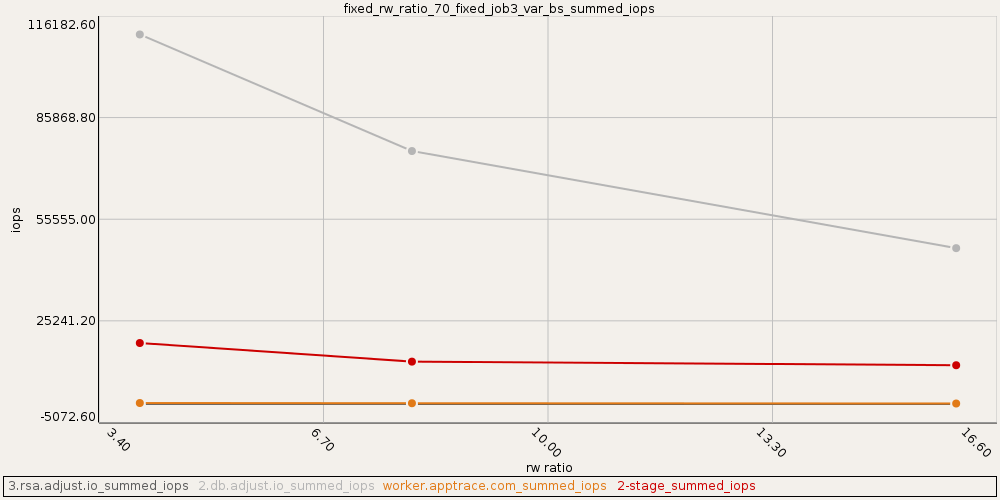 fixed_rw_ratio_70_fixed_job3_var_bs_summed_iops
116182.60
85868.80
55555.00
25241.20
-5072.60
iops
3.40
6.70
10.00
13.30
16.60
rw ratio
3.rsa.adjust.io_summed_iops 2.db.adjust.io_summed_iops worker.apptrace.com_summed_iops 2-stage_summed_iops